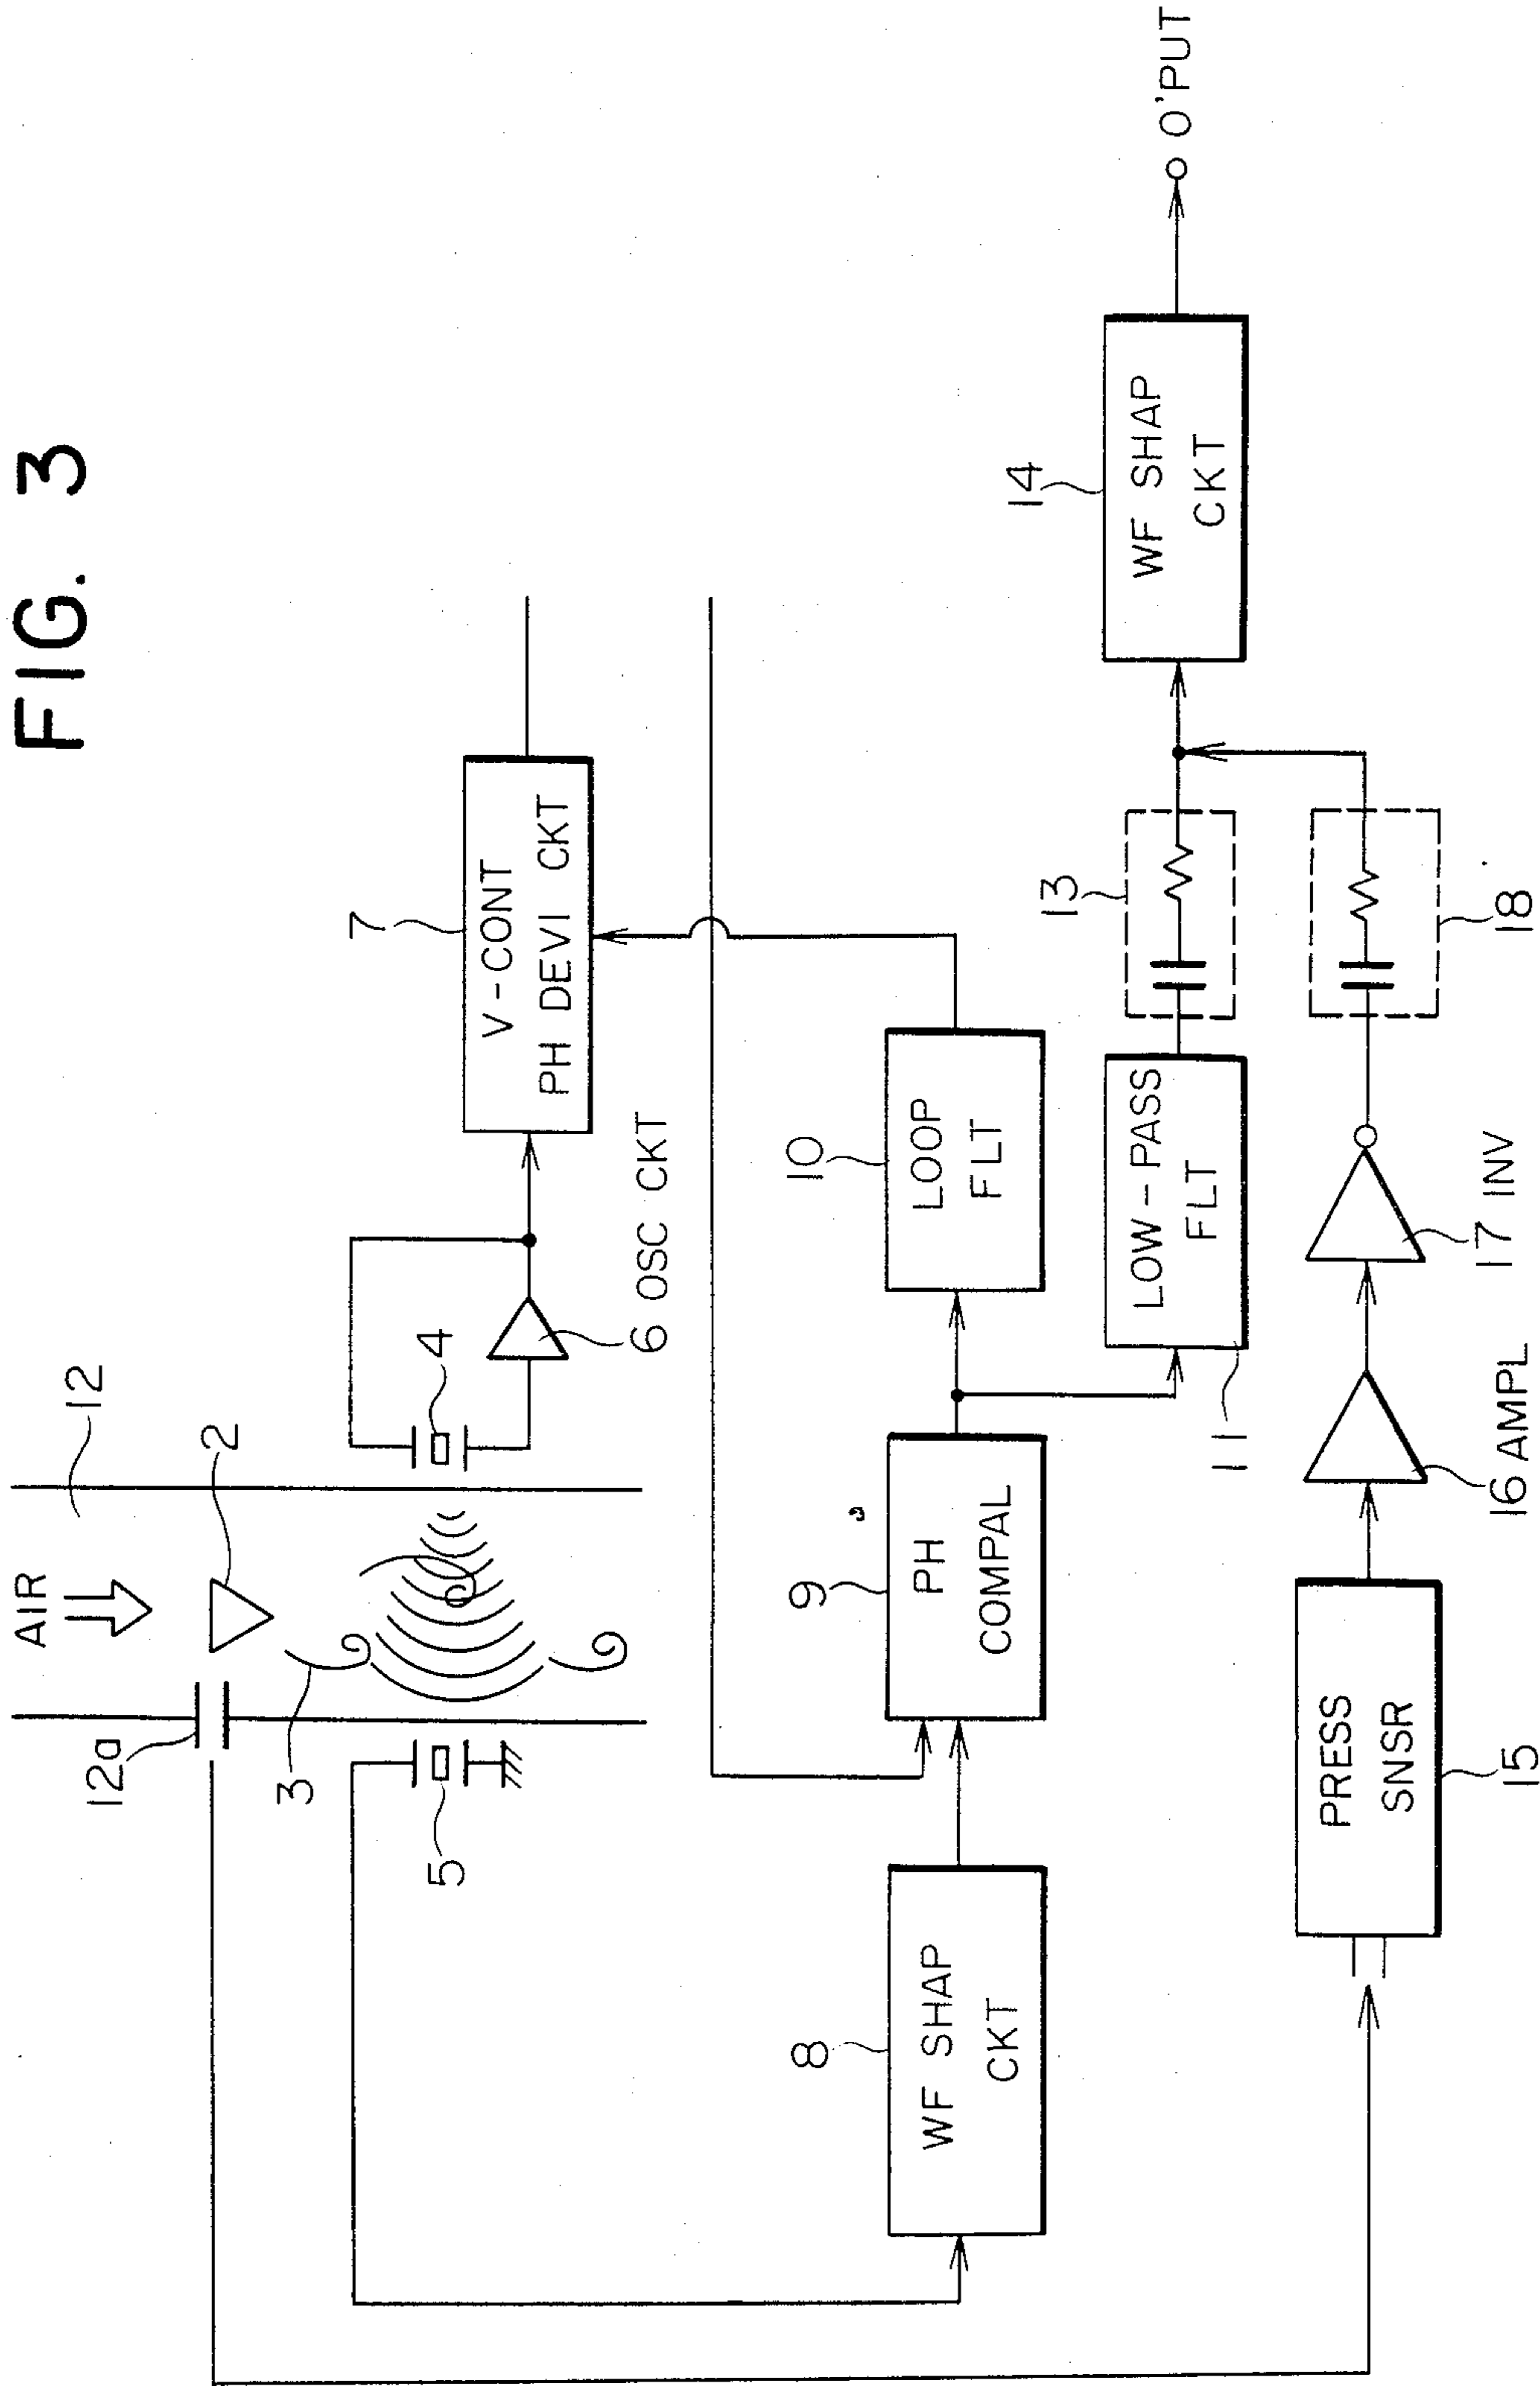 FIG. 3
AIR
12
12a
2
3
4
5
6 OSC CKT
7
V-CONT
PH DEVI CKT
8
WF SHAP
CKT
9
PH
COMPAL
10
LOOP
FLT
LOW-PASS
FLT
11
13
14
WF SHAP
CKT
O'PUT
PRESS
SNSR
15
16 AMPL
17 INV
18